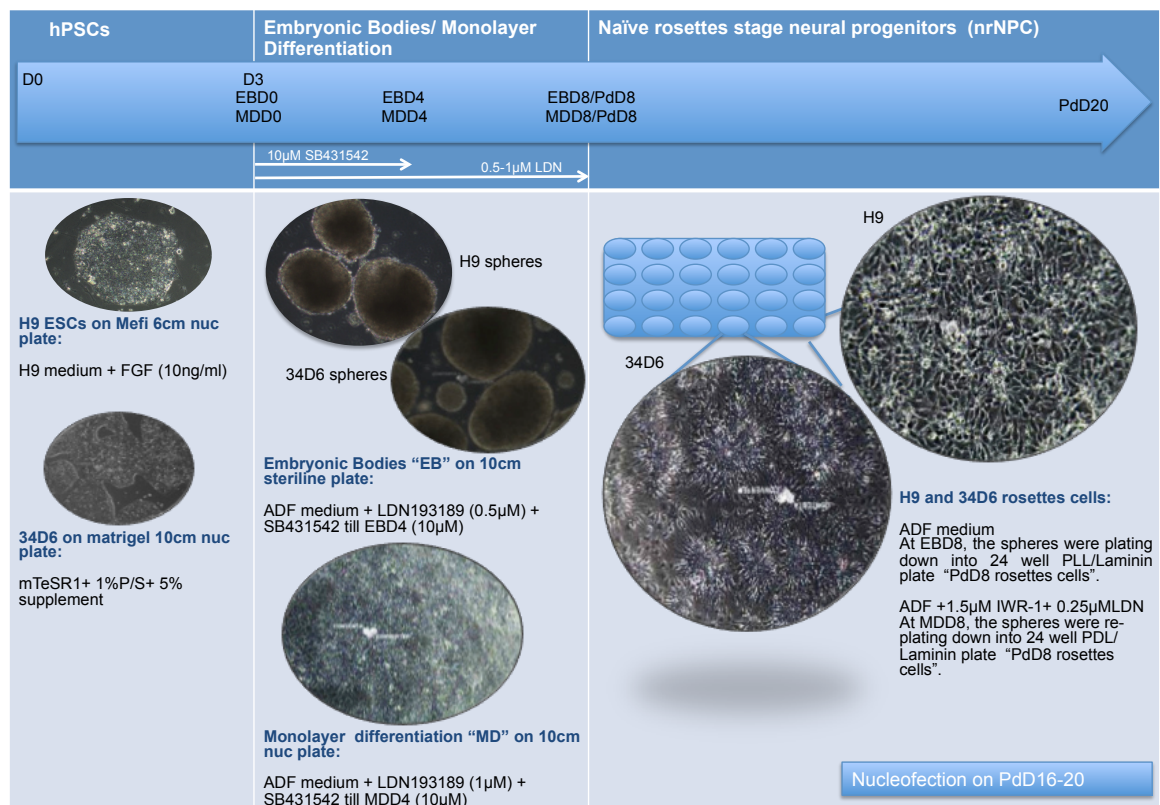 hPSCs
Embryonic Bodies/ Monolayer
Differentiation
Naïve rosettes stage neural progenitors (nrNPC)
D0
D3
EBD0
MDD0
EBD4
MDD4
EBD8/PdD8
MDD8/PdD8
PdD20
10µM SB431542
0.5-1µM LDN
H9 ESCs on Mefi 6cm nuc
plate:
H9 medium + FGF (10ng/ml)
34D6 on matrigel 10cm nuc
plate:
mTeSR1+ 1%P/S+ 5%
supplement
H9 spheres
34D6 spheres
Embryonic Bodies “EB” on 10cm
steriline plate:
ADF medium + LDN193189 (0.5µM) +
SB431542 till EBD4 (10µM)
Monolayer differentiation “MD” on 10cm
nuc plate:
ADF medium + LDN193189 (1µM) +
SB431542 till MDD4 (10µM)
H9
34D6
H9 and 34D6 rosettes cells:
ADF medium
At EBD8, the spheres were plating
down into 24 well PLL/Laminin
plate “PdD8 rosettes cells”.
ADF +1.5µM IWR-1+ 0.25µMLDN
At MDD8, the spheres were re-
plating down into 24 well PDL/
Laminin plate “PdD8 rosettes
cells”.
Nucleofection on PdD16-20